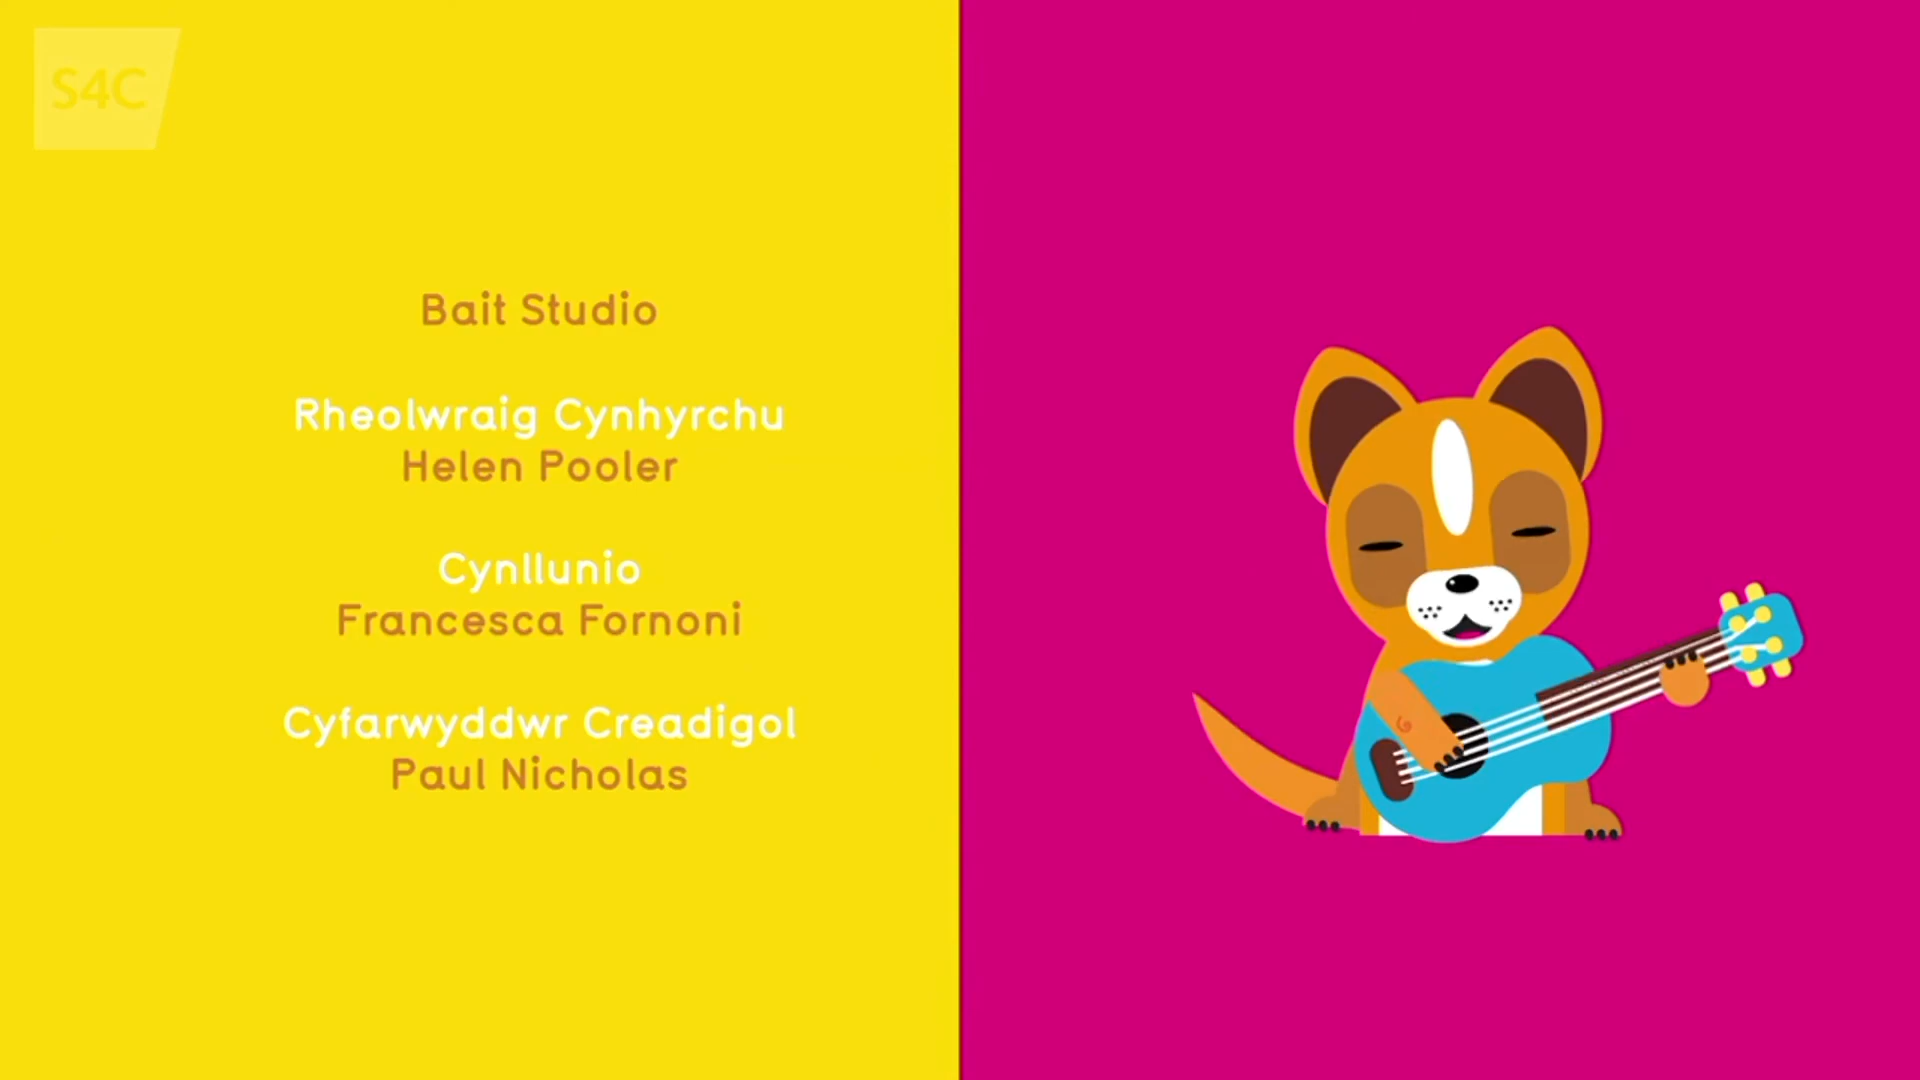 S4C
Bait Studio
Rheolwraig Cynhyrchu
Helen Pooler
Cynllunio
Francesca Fornoni
Cyfarwyddwr Creadigol
Paul Nicholas